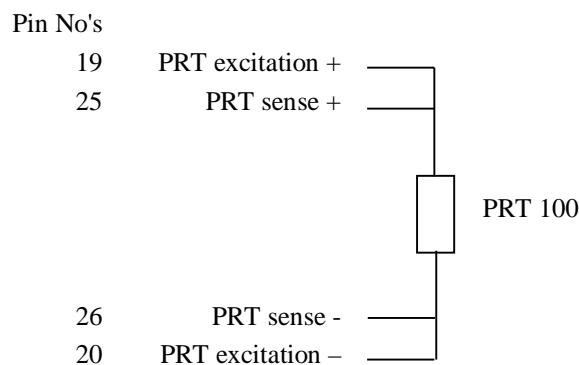 Pin No's
19 PRT excitation +
25 PRT sense +
PRT 100
26 PRT sense -
20 PRT excitation –